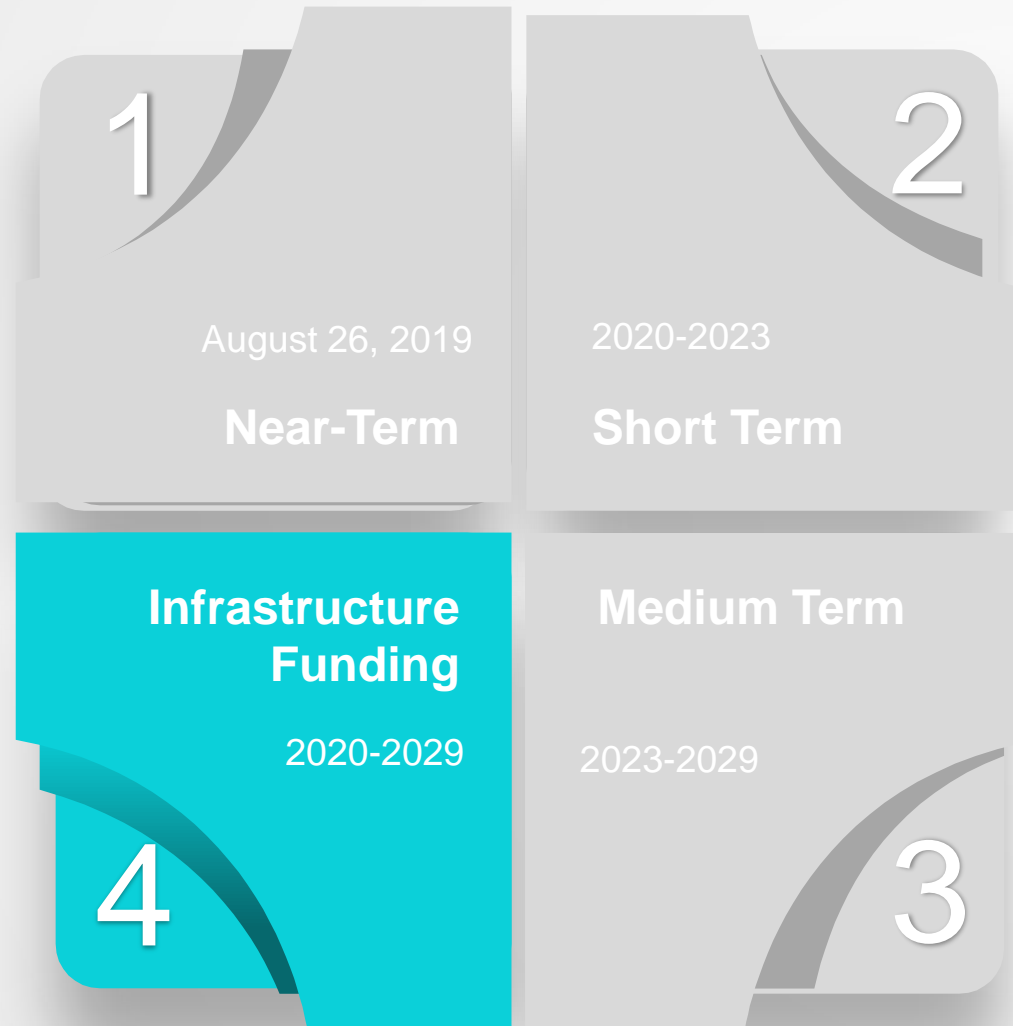 1
August 26, 2019
Near-Term
2
2020-2023
Short Term
Infrastructure
Funding
2020-2029
4
Medium Term
2023-2029
3